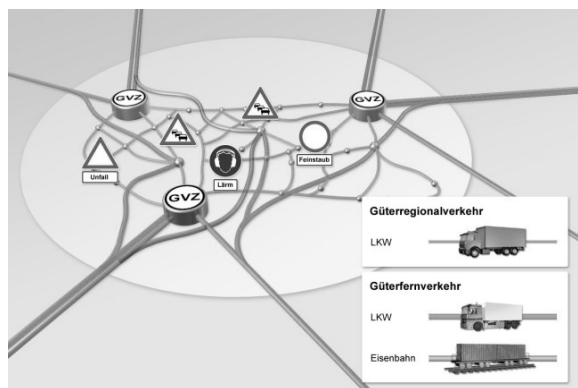 GVZ
GVZ
Unfall
Lärm
Feinstaub
GVZ
Güterregionalverkehr
LKW
Güterfernverkehr
LKW
Eisenbahn